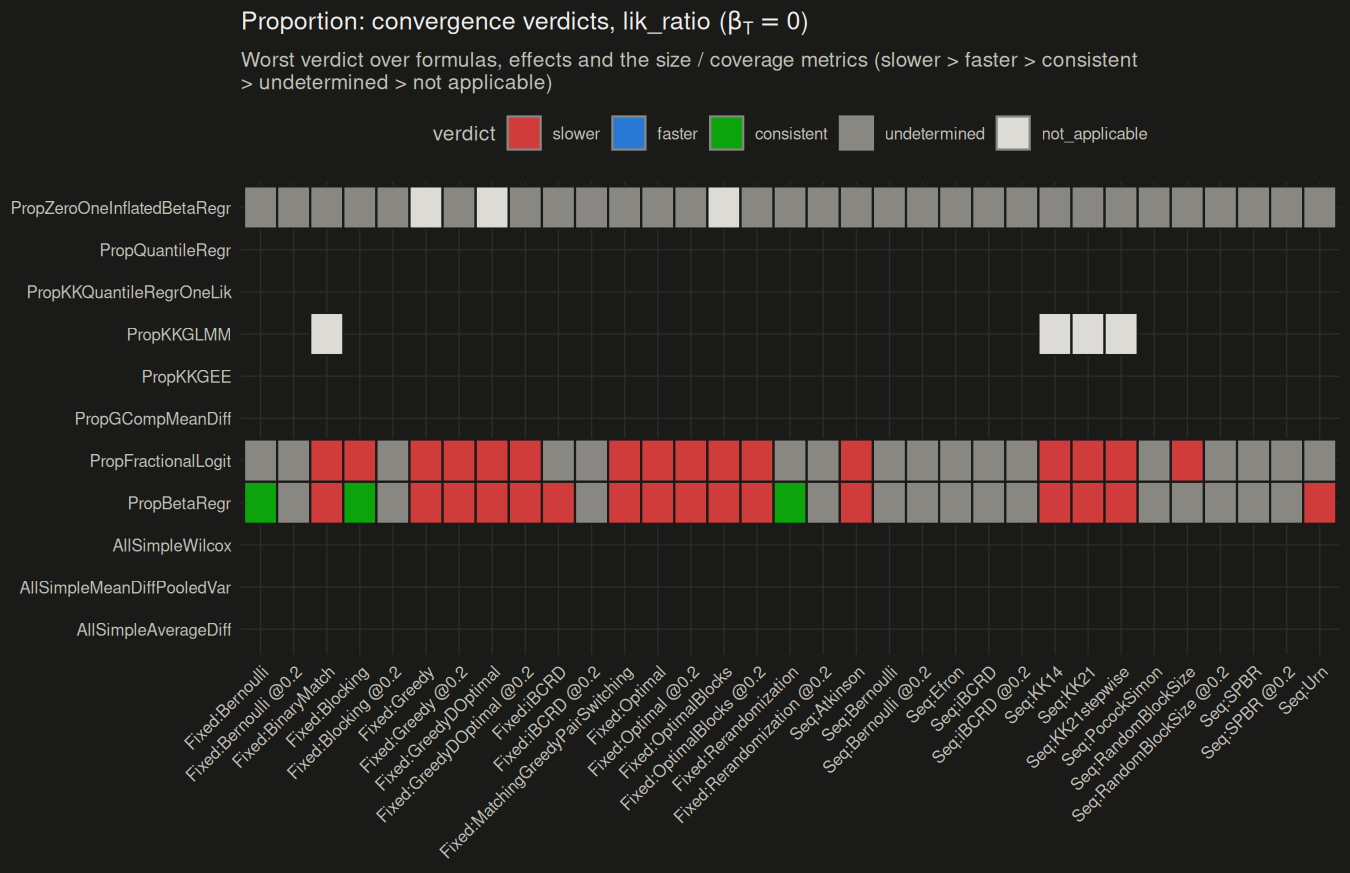 Proportion: convergence verdicts, lik_ratio (βT = 0)
Worst verdict over formulas, effects and the size / coverage metrics (slower > faster > consistent
> undetermined > not applicable)
verdict slower faster consistent undetermined not_applicable
PropZeroOneInflatedBetaRegr
PropQuantileRegr
PropKKQuantileRegrOneLik
PropKKGLMM
PropKKGEE
PropGCompMeanDiff
PropFractionalLogit
PropBetaRegr
AllSimpleWilcox
AllSimpleMeanDiffPooledVar
AllSimpleAverageDiff
Fixed:Bernoulli
Fixed:Bernoulli @0.2
Fixed:BinaryMatch
Fixed:Blocking
Fixed:Blocking @0.2
Fixed:Greedy
Fixed:Greedy @0.2
Fixed:GreedyDOptimal
Fixed:GreedyDOptimal @0.2
Fixed:iBCRD
Fixed:iBCRD @0.2
Fixed:MatchingGreedyPairSwitching
Fixed:Optimal
Fixed:Optimal @0.2
Fixed:OptimalBlocks
Fixed:OptimalBlocks @0.2
Fixed:Rerandomization
Fixed:Rerandomization @0.2
Seq:Atkinson
Seq:Bernoulli
Seq:Bernoulli @0.2
Seq:Efron
Seq:iBCRD
Seq:iBCRD @0.2
Seq:KK14
Seq:KK21
Seq:KK21stepwise
Seq:PocockSimon
Seq:RandomBlockSize
Seq:RandomBlockSize @0.2
Seq:SPBR
Seq:SPBR @0.2
Seq:Urn